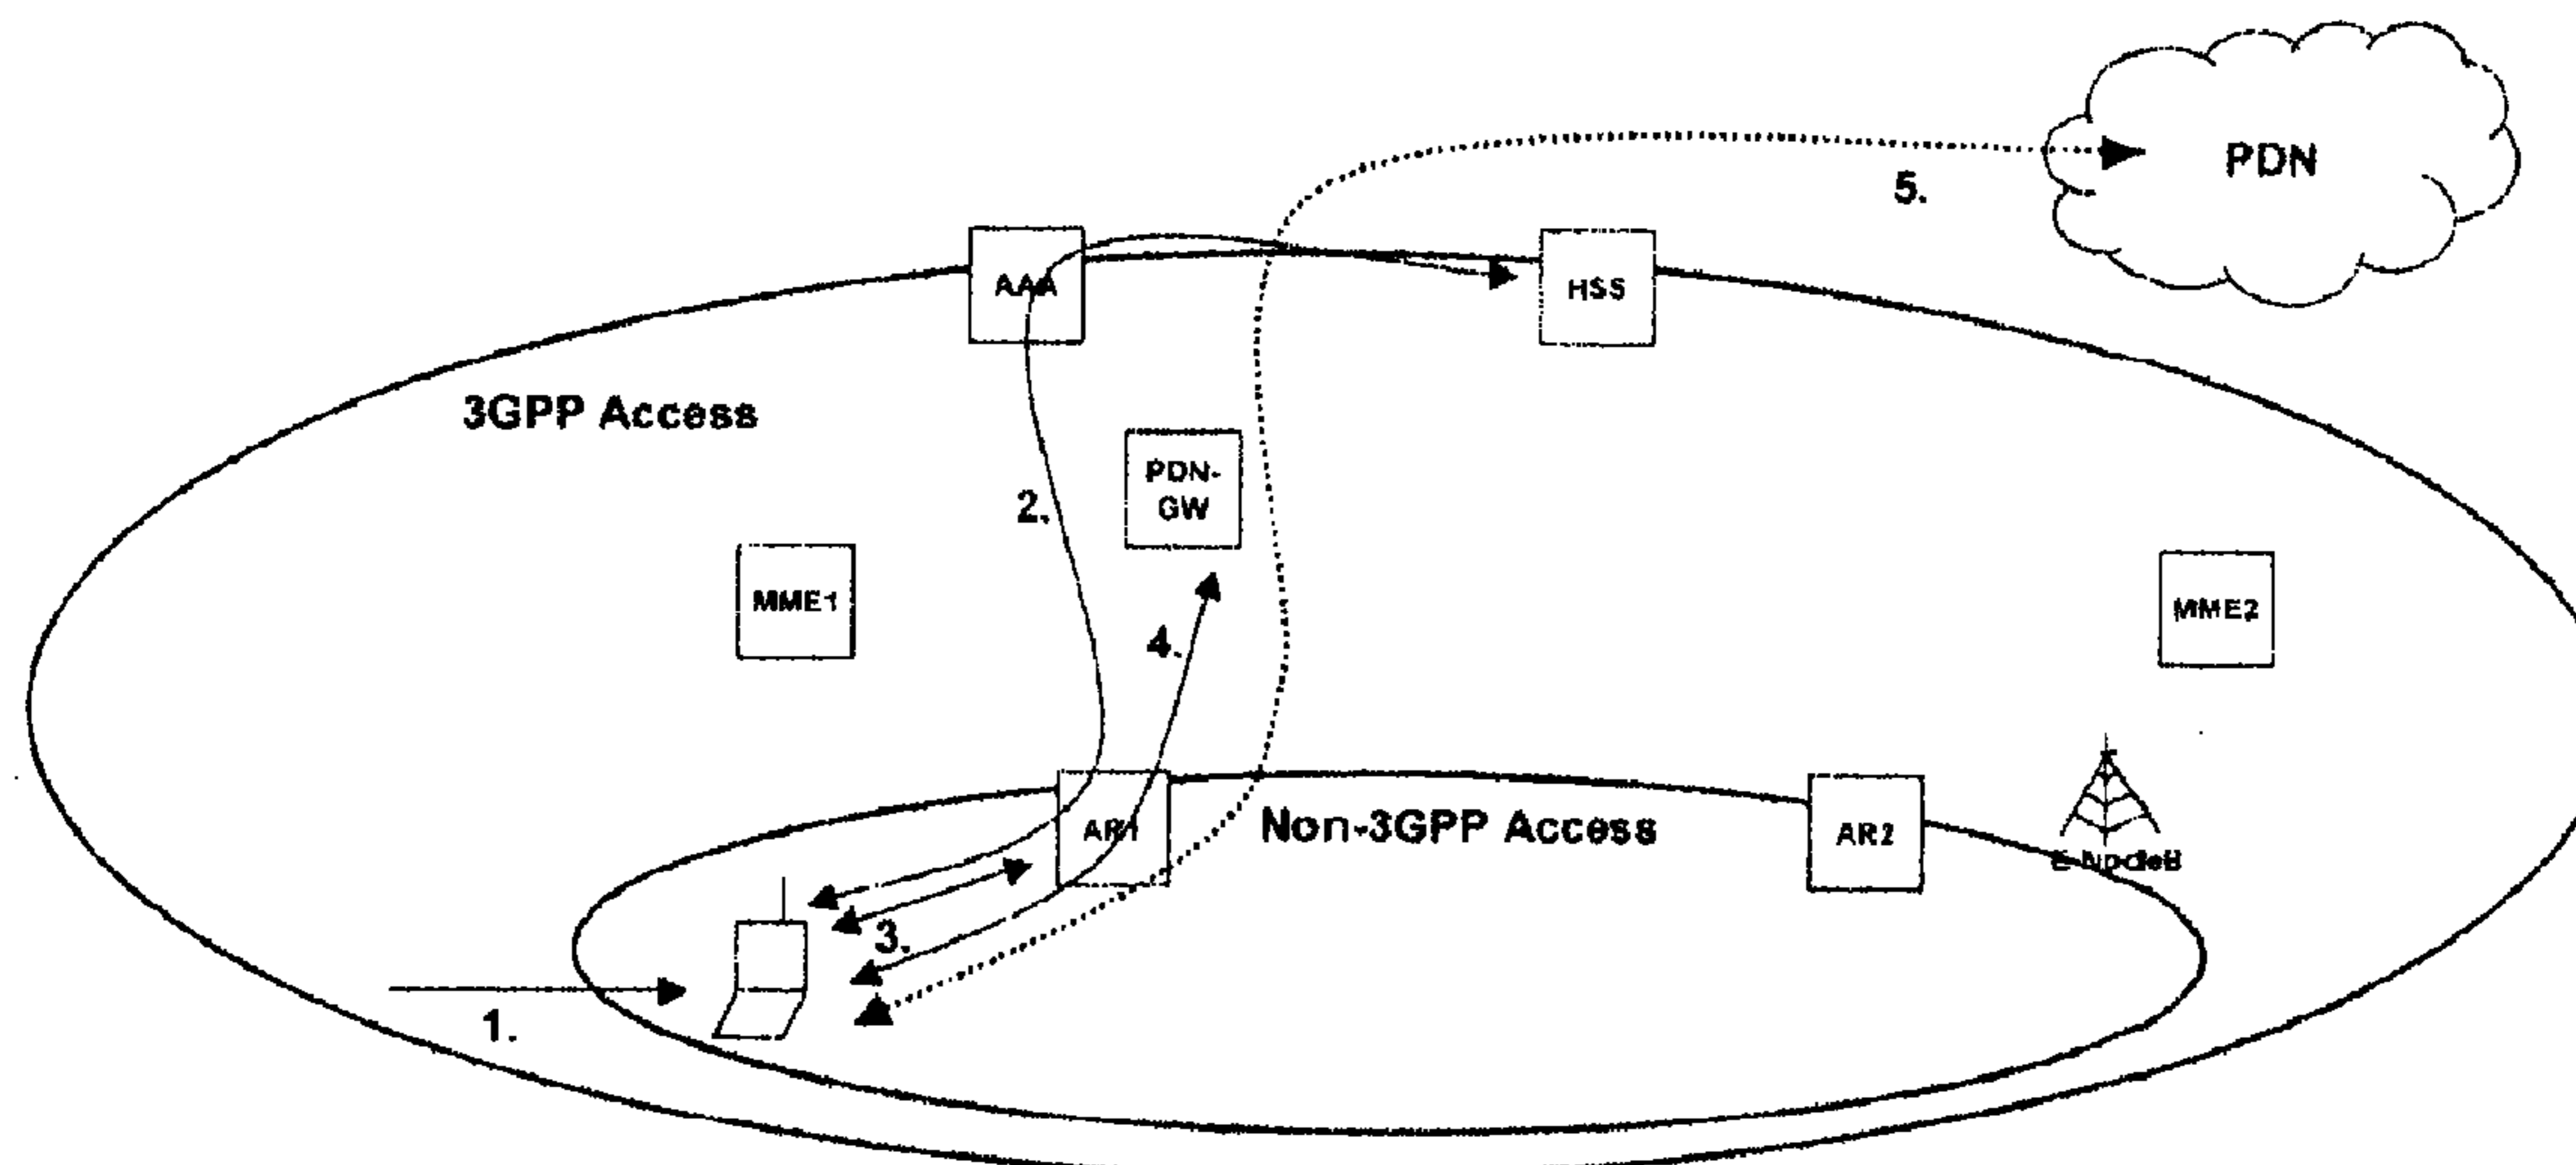 PDN
5.
AAA
HSS
3GPP Access
PDN-
GW
2.
MME1
MME2
4.
AR1
Non-3GPP Access
AR2
3.
1.